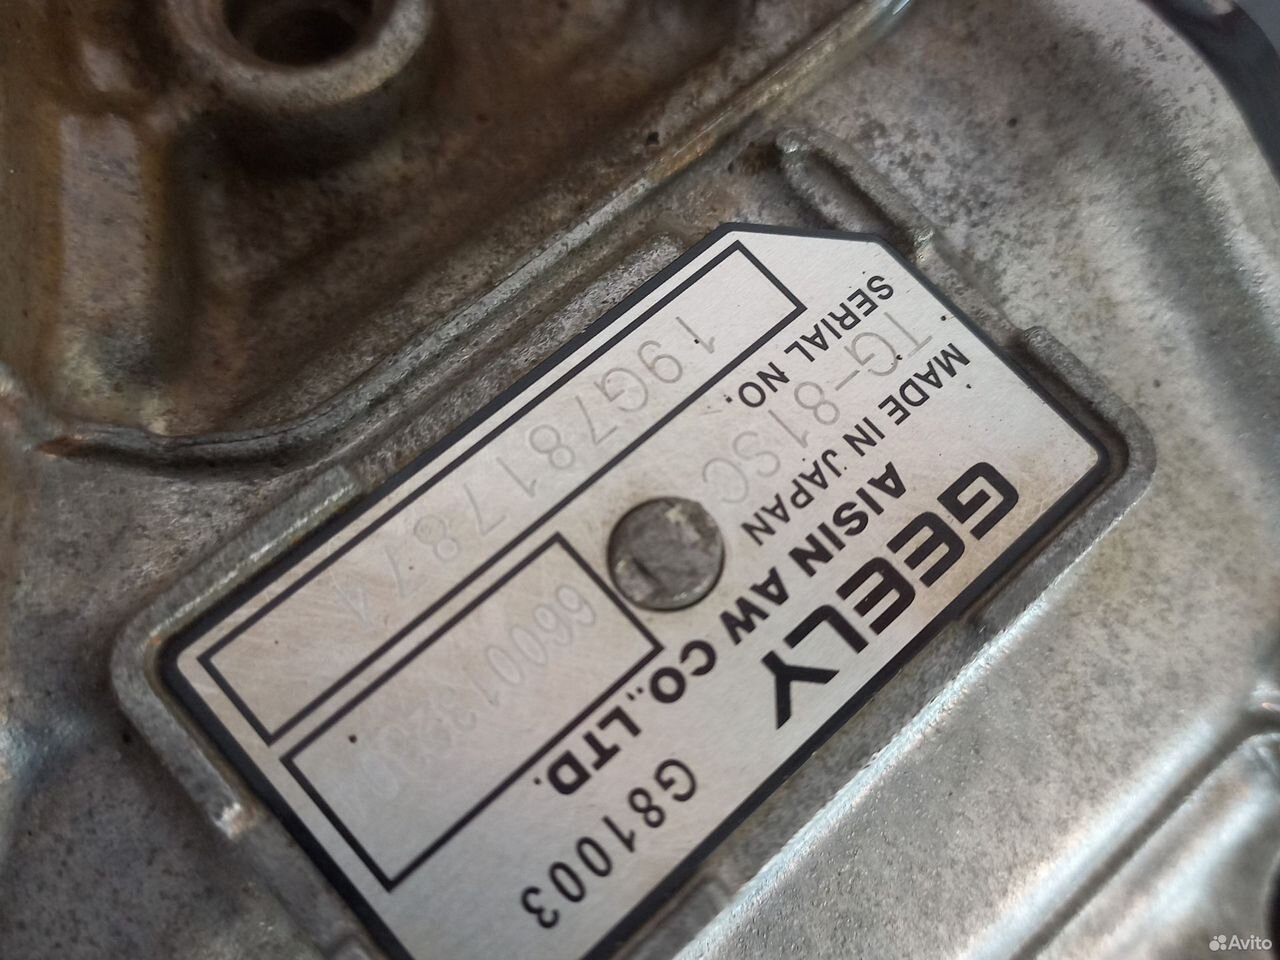 GEELY
AISIN AW CO.,LTD.
MADE IN JAPAN
TG-81SC
SERIAL NO.
19G7817874
G81003
Avito